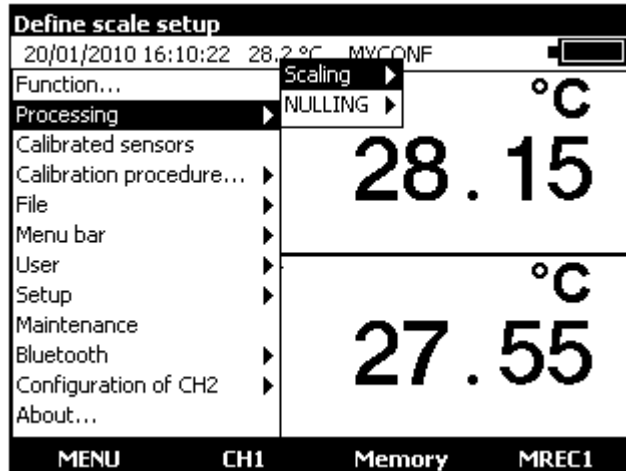 Define scale setup
20/01/2010 16:10:22 28.2 °C MYCONF
Function...
Processing
Calibrated sensors
Calibration procedure...
File
Menu bar
User
Setup
Maintenance
Bluetooth
Configuration of CH2
About...
Scaling
NULLING
°C
28.15
°C
27.55
MENU CH1 Memory MREC1